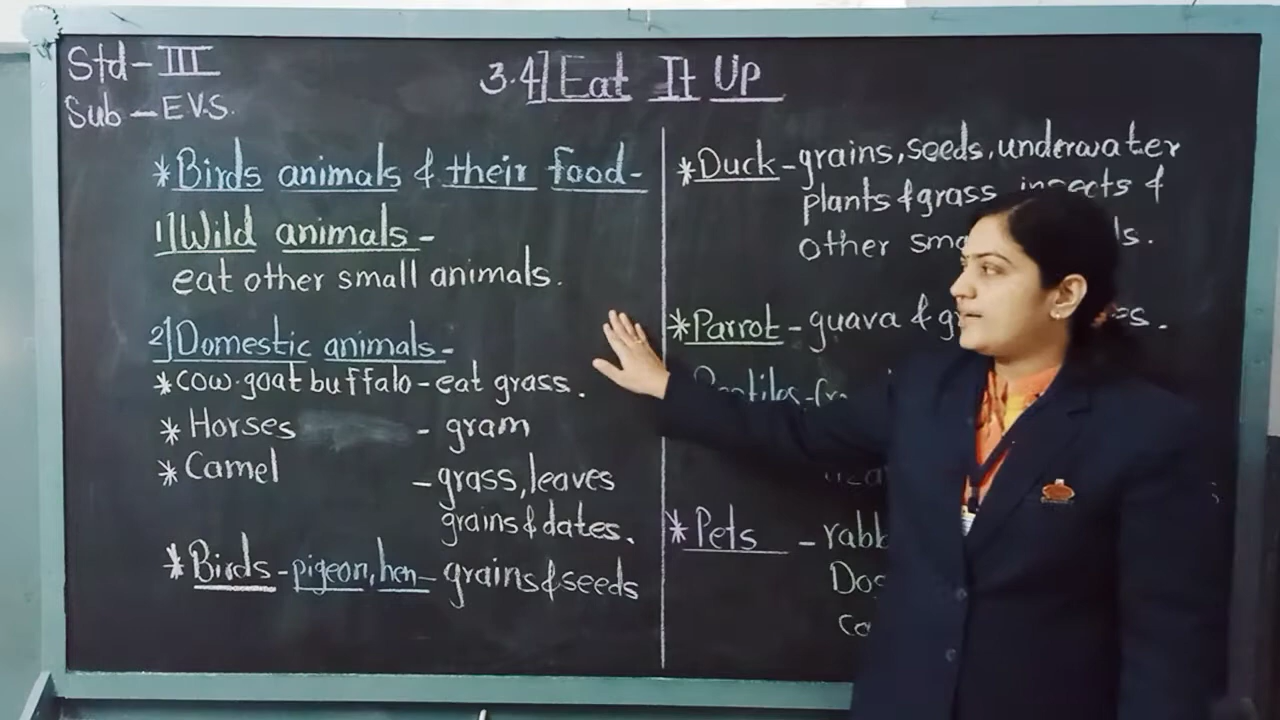 Std - III
Sub - E.V.S.
3.4] Eat It Up
* Birds animals & their food -
1] Wild animals -
eat other small animals.
2] Domestic animals -
* cow. goat buffalo - eat grass.
* Horses - gram
* Camel - grass, leaves
grains & dates.
* Birds - pigeon, hen - grains & seeds
* Duck - grains, seeds, underwater
plants & grass insects &
other
* Parrot - guava &
* Pets -